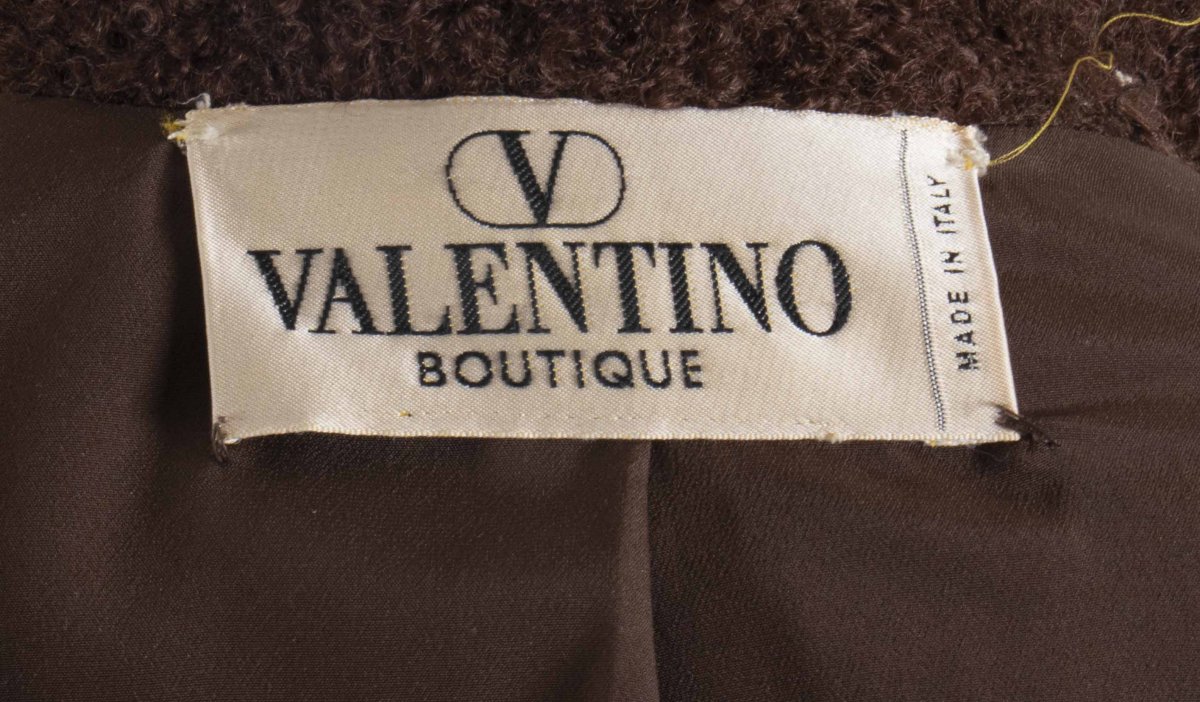 V
VALENTINO
BOUTIQUE
MADE IN ITALY